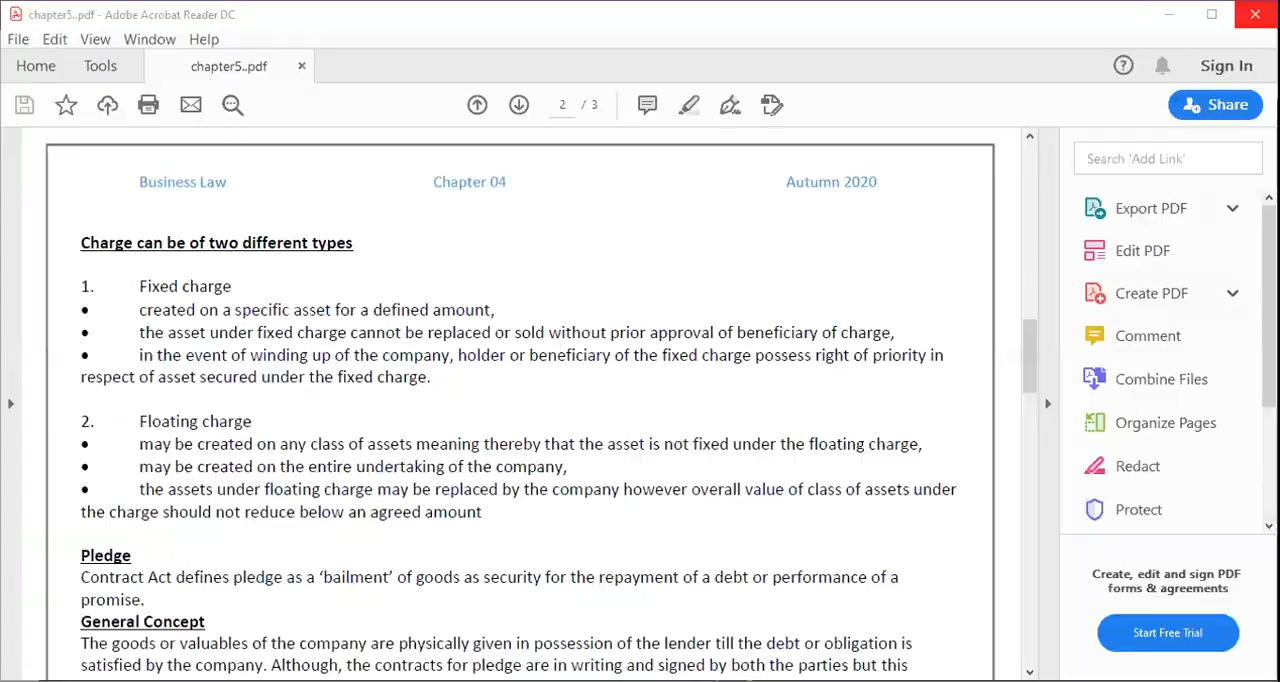 chapter5..pdf - Adobe Acrobat Reader DC
File Edit View Window Help
Home Tools chapter5..pdf × Sign In
2 / 3 Share
Business Law Chapter 04 Autumn 2020
Charge can be of two different types
1. Fixed charge
• created on a specific asset for a defined amount,
• the asset under fixed charge cannot be replaced or sold without prior approval of beneficiary of charge,
• in the event of winding up of the company, holder or beneficiary of the fixed charge possess right of priority in
respect of asset secured under the fixed charge.
2. Floating charge
• may be created on any class of assets meaning thereby that the asset is not fixed under the floating charge,
• may be created on the entire undertaking of the company,
• the assets under floating charge may be replaced by the company however overall value of class of assets under
the charge should not reduce below an agreed amount
Pledge
Contract Act defines pledge as a ‘bailment’ of goods as security for the repayment of a debt or performance of a
promise.
General Concept
The goods or valuables of the company are physically given in possession of the lender till the debt or obligation is
satisfied by the company. Although, the contracts for pledge are in writing and signed by both the parties but this
Search 'Add Link'
Export PDF
Edit PDF
Create PDF
Comment
Combine Files
Organize Pages
Redact
Protect
Create, edit and sign PDF
forms & agreements
Start Free Trial